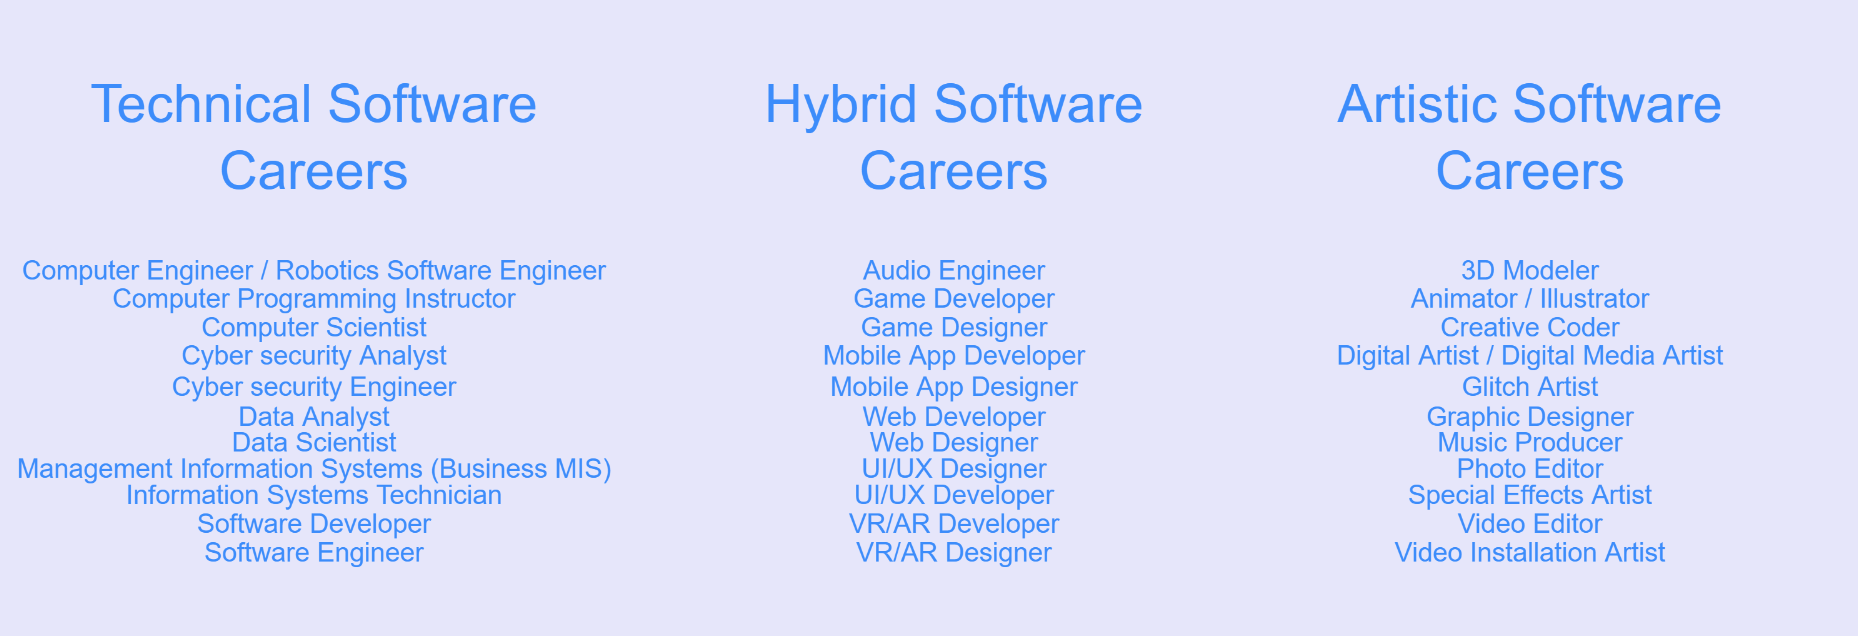 Technical Software
Careers
Computer Engineer / Robotics Software Engineer
Computer Programming Instructor
Computer Scientist
Cyber security Analyst
Cyber security Engineer
Data Analyst
Data Scientist
Management Information Systems (Business MIS)
Information Systems Technician
Software Developer
Software Engineer
Hybrid Software
Careers
Audio Engineer
Game Developer
Game Designer
Mobile App Developer
Mobile App Designer
Web Developer
Web Designer
UI/UX Designer
UI/UX Developer
VR/AR Developer
VR/AR Designer
Artistic Software
Careers
3D Modeler
Animator / Illustrator
Creative Coder
Digital Artist / Digital Media Artist
Glitch Artist
Graphic Designer
Music Producer
Photo Editor
Special Effects Artist
Video Editor
Video Installation Artist